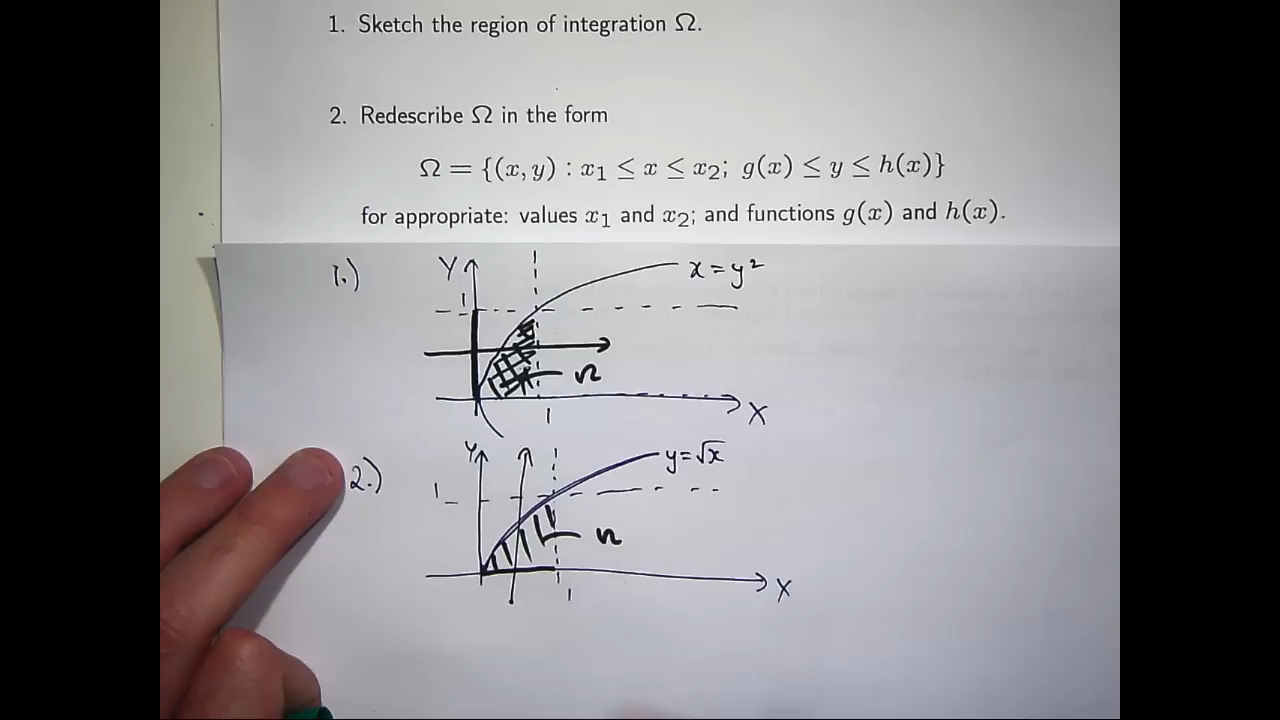 1. Sketch the region of integration Ω.
2. Redescribe Ω in the form
Ω = {(x, y) : x₁ ≤ x ≤ x₂; g(x) ≤ y ≤ h(x)}
for appropriate: values x₁ and x₂; and functions g(x) and h(x).
1.)
Y
x = y²
1
Ω
1
X
2.)
Y
y = √x
1
Ω
1
X